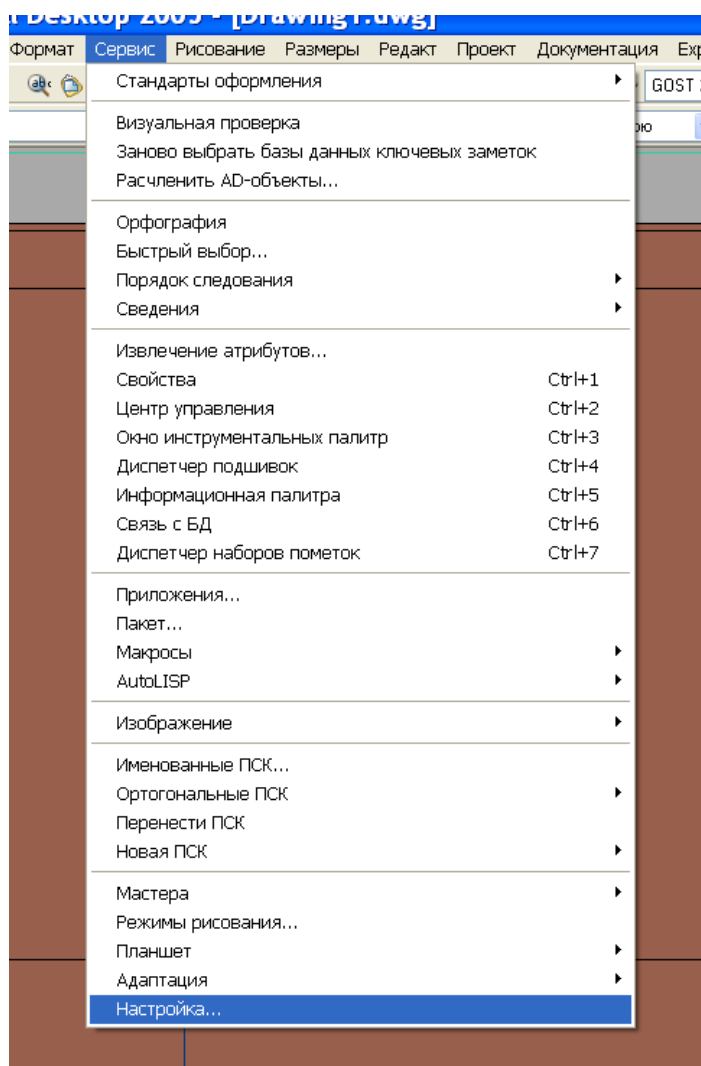 Desktop 2005 - [Drawing1.dwg]
Формат Сервис Рисование Размеры Редакт Проект Документация
GOST
Стандарты оформления
Визуальная проверка
Заново выбрать базы данных ключевых заметок
Расчленить AD-объекты...
Орфография
Быстрый выбор...
Порядок следования
Сведения
Извлечение атрибутов...
Свойства Ctrl+1
Центр управления Ctrl+2
Окно инструментальных палитр Ctrl+3
Диспетчер подшивок Ctrl+4
Информационная палитра Ctrl+5
Связь с БД Ctrl+6
Диспетчер наборов пометок Ctrl+7
Приложения...
Пакет...
Макросы
AutoLISP
Изображение
Именованные ПСК...
Ортогональные ПСК
Перенести ПСК
Новая ПСК
Мастера
Режимы рисования...
Планшет
Адаптация
Настройка...